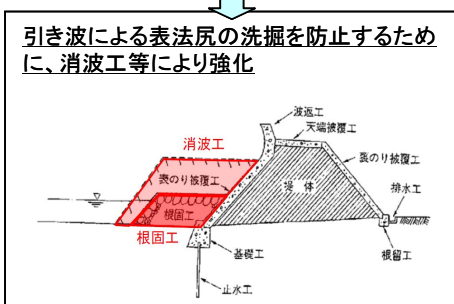 引き波による表法尻の洗掘を防止するため
に、消波工等により強化
波返工
天端被覆工
消波工
裏のり被覆工
表のり被覆工
堤体
排水工
根固工
根固工
基礎工
根留工
止水工